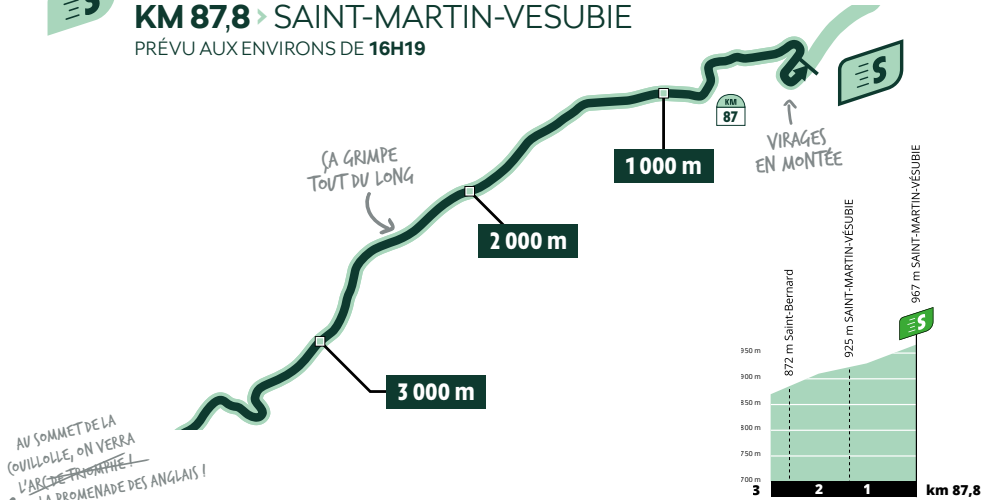 S
KM 87,8 > SAINT-MARTIN-VESUBIE
PRÉVU AUX ENVIRONS DE 16H19
S
KM
87
VIRAGES
EN MONTÉE
1 000 m
ÇA GRIMPE
TOUT DU LONG
2 000 m
3 000 m
AU SOMMET DE LA
COUILLOLLE, ON VERRA
L'ARC DE TRIOMPHE !
LA PROMENADE DES ANGLAIS !
872 m Saint-Bernard
925 m SAINT-MARTIN-VÉSUBIE
967 m SAINT-MARTIN-VÉSUBIE
S
950 m
900 m
850 m
800 m
750 m
700 m
3 2 1 km 87,8